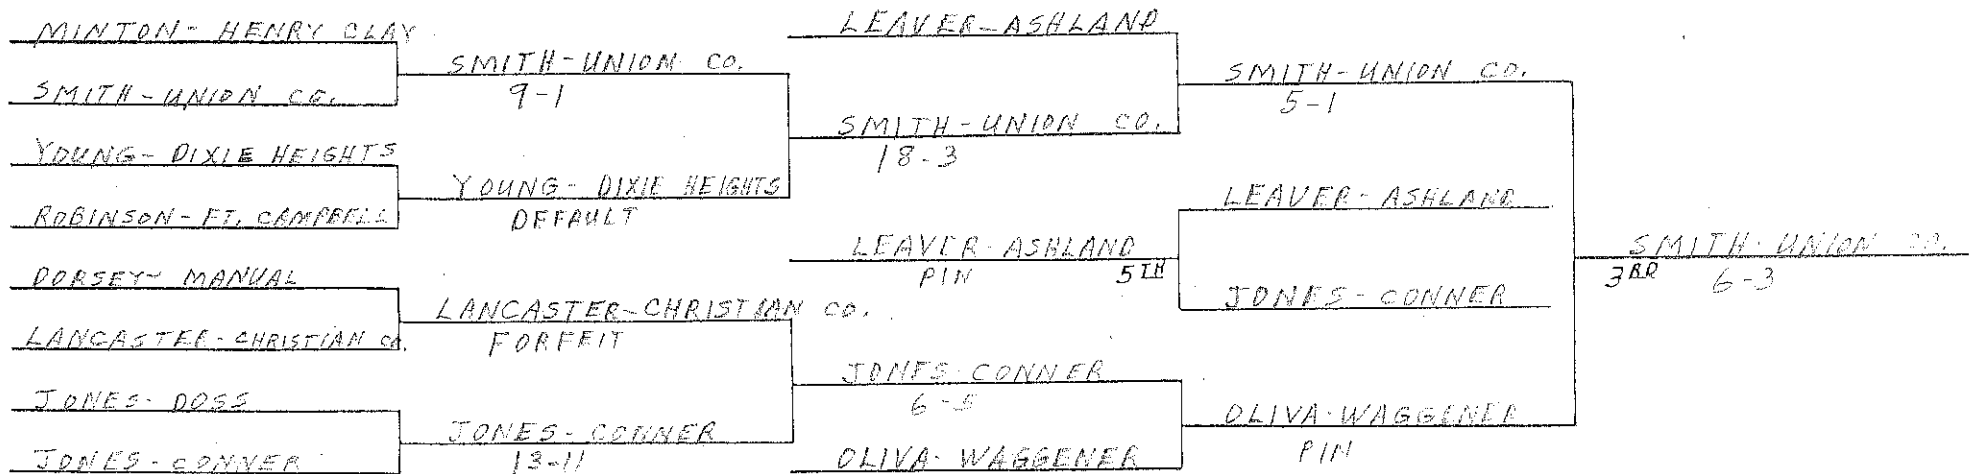 MINTON- HENRY CLAY
SMITH-UNION CO.
YOUNG- DIXIE HEIGHTS
ROBINSON- FT. CAMPBELL
DORSEY- MANUAL
LANCASTER- CHRISTIAN CO.
JONES- DOSS
JONES- CONNER
SMITH-UNION CO.
9-1
YOUNG- DIXIE HEIGHTS
DEFAULT
LANCASTER-CHRISTIAN CO.
FORFEIT
JONES- CONNER
13-11
LEAVER-ASHLAND
SMITH-UNION CO.
18-3
LEAVER-ASHLAND
PIN 5TH
JONES-CONNER
6-5
OLIVA-WAGGENER
SMITH-UNION CO.
5-1
LEAVER-ASHLAND
JONES-CONNER
OLIVA-WAGGENER
PIN
SMITH-UNION CO.
3RD 6-3